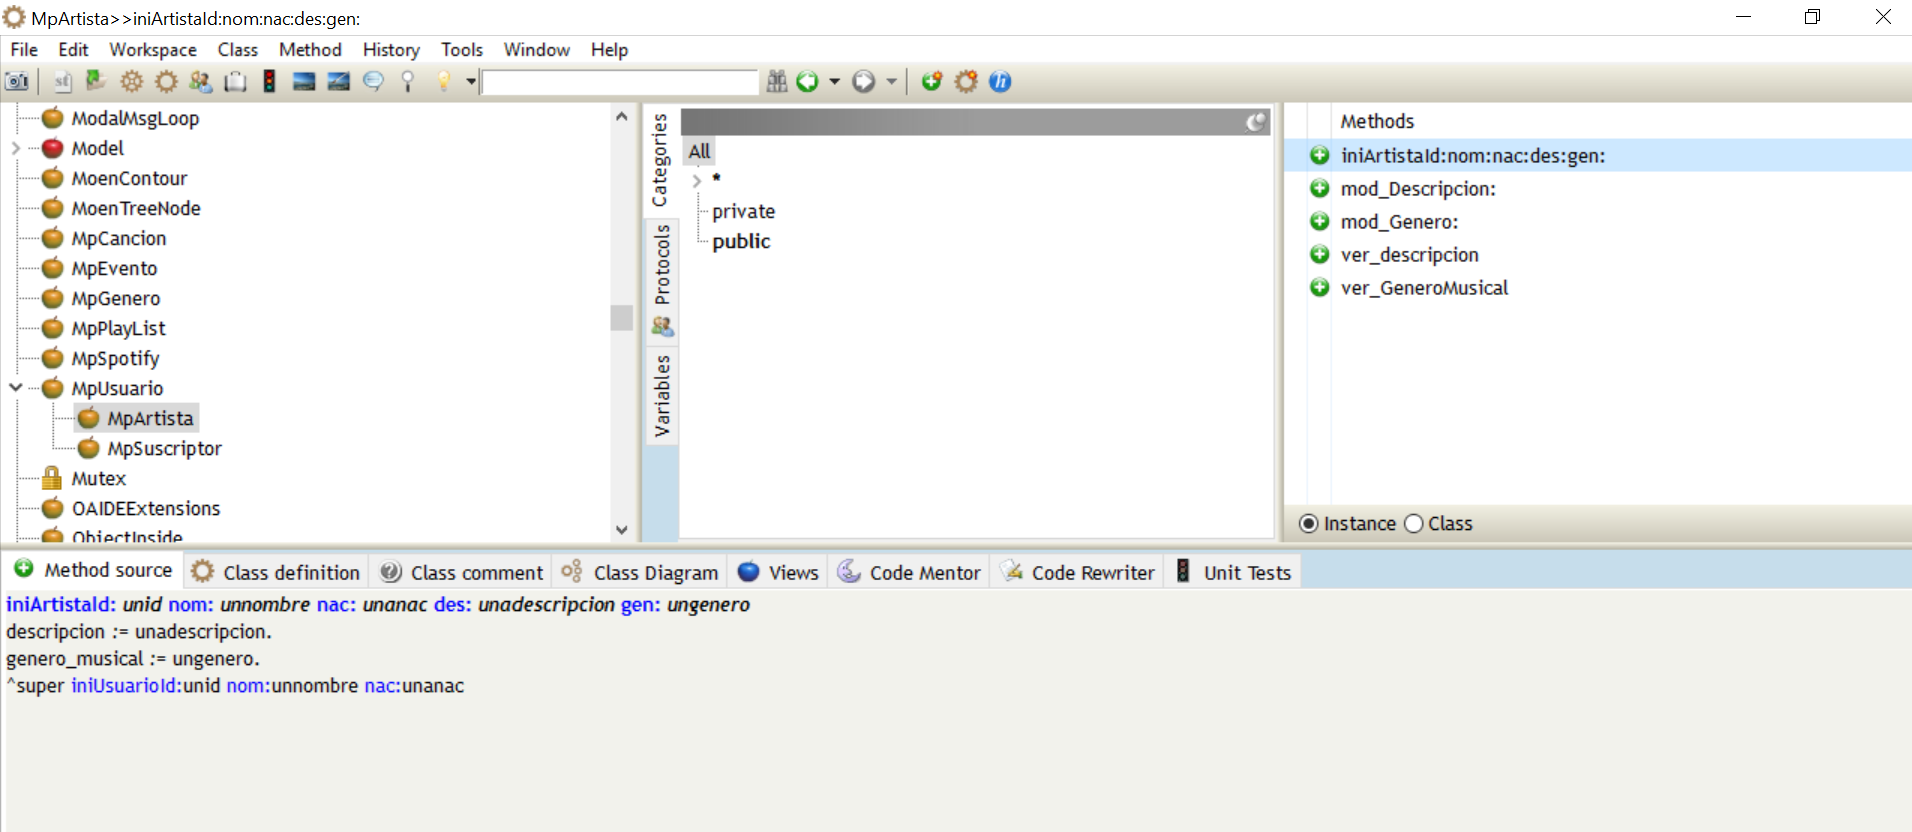 MpArtista>>iniArtistaId:nom:nac:des:gen:
File Edit Workspace Class Method History Tools Window Help
ModalMsgLoop
Model
MoenContour
MoenTreeNode
MpCancion
MpEvento
MpGenero
MpPlayList
MpSpotify
MpUsuario
MpArtista
MpSuscriptor
Mutex
OAIDEExtensions
ObjectInside
Categories
Protocols
Variables
All
*
private
public
Methods
iniArtistaId:nom:nac:des:gen:
mod_Descripcion:
mod_Genero:
ver_descripcion
ver_GeneroMusical
Instance Class
Method source Class definition Class comment Class Diagram Views Code Mentor Code Rewriter Unit Tests
iniArtistaId: unid nom: unnombre nac: unanac des: unadescripcion gen: ungenero
descripcion := unadescripcion.
genero_musical := ungenero.
^super iniUsuarioId:unid nom:unnombre nac:unanac